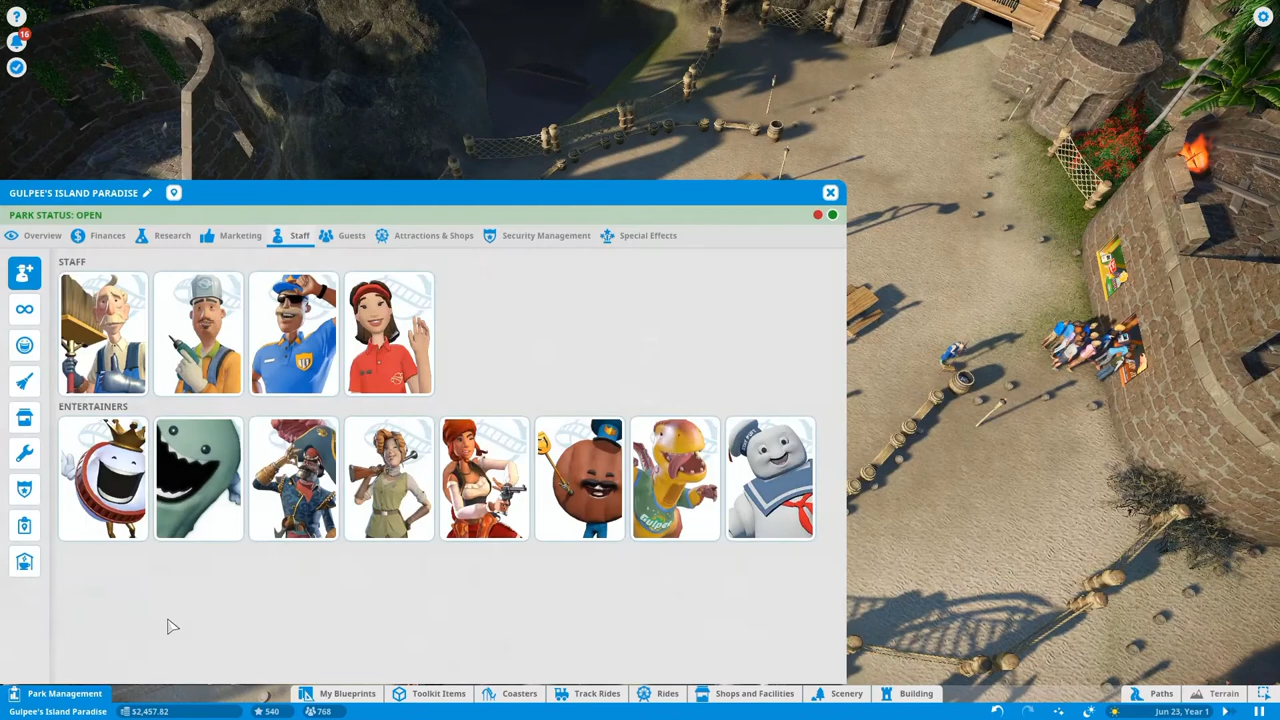 16
GULPEE'S ISLAND PARADISE
PARK STATUS: OPEN
Overview Finances Research Marketing Staff Guests Attractions & Shops Security Management Special Effects
STAFF
ENTERTAINERS
Gulpee
Park Management My Blueprints Toolkit Items Coasters Track Rides Rides Shops and Facilities Scenery Building Paths Terrain
Gulpee's Island Paradise $2,457.82 540 768 Jun 23, Year 1